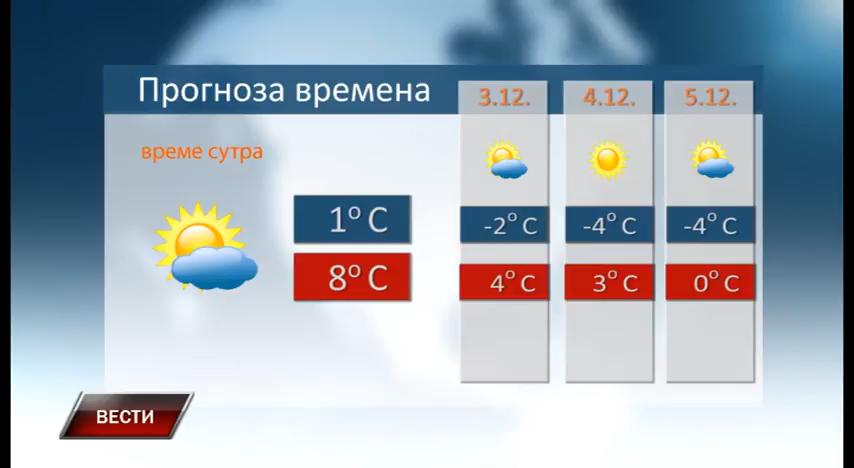 Прогноза времена
време сутра
1° C
8° C
3.12. 4.12. 5.12.
-2° C -4° C -4° C
4° C 3° C 0° C
ВЕСТИ